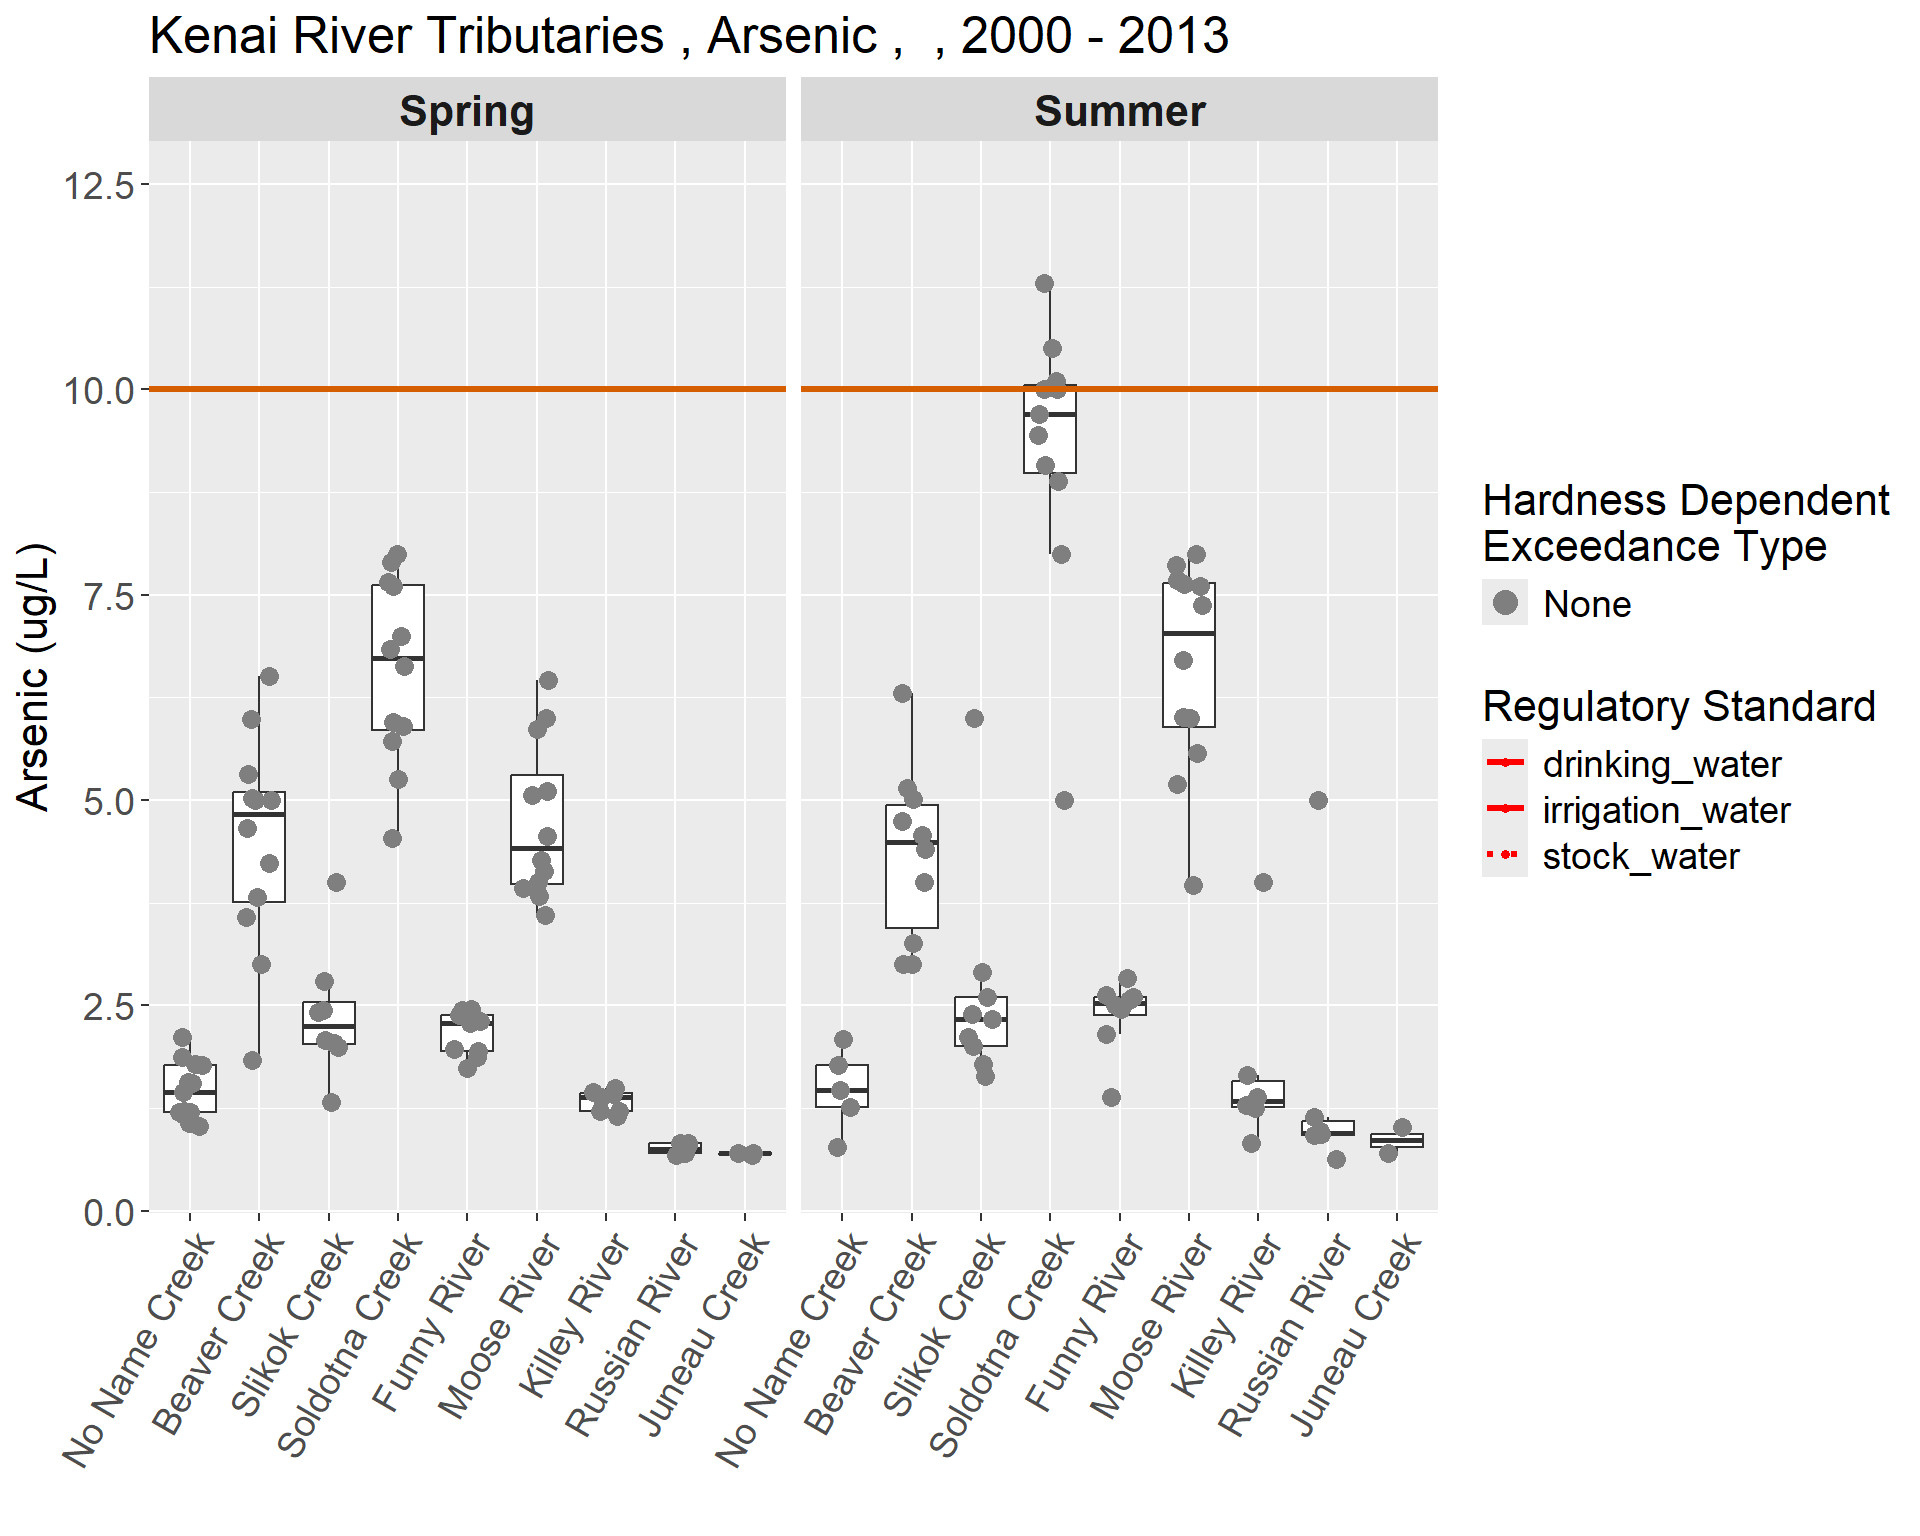 Kenai River Tributaries , Arsenic ,  , 2000 - 2013
Spring
Summer
Arsenic (ug/L)
12.5
10.0
7.5
5.0
2.5
0.0
No Name Creek
Beaver Creek
Slikok Creek
Soldotna Creek
Funny River
Moose River
Killey River
Russian River
Juneau Creek
No Name Creek
Beaver Creek
Slikok Creek
Soldotna Creek
Funny River
Moose River
Killey River
Russian River
Juneau Creek
Hardness Dependent
Exceedance Type
None
Regulatory Standard
drinking_water
irrigation_water
stock_water